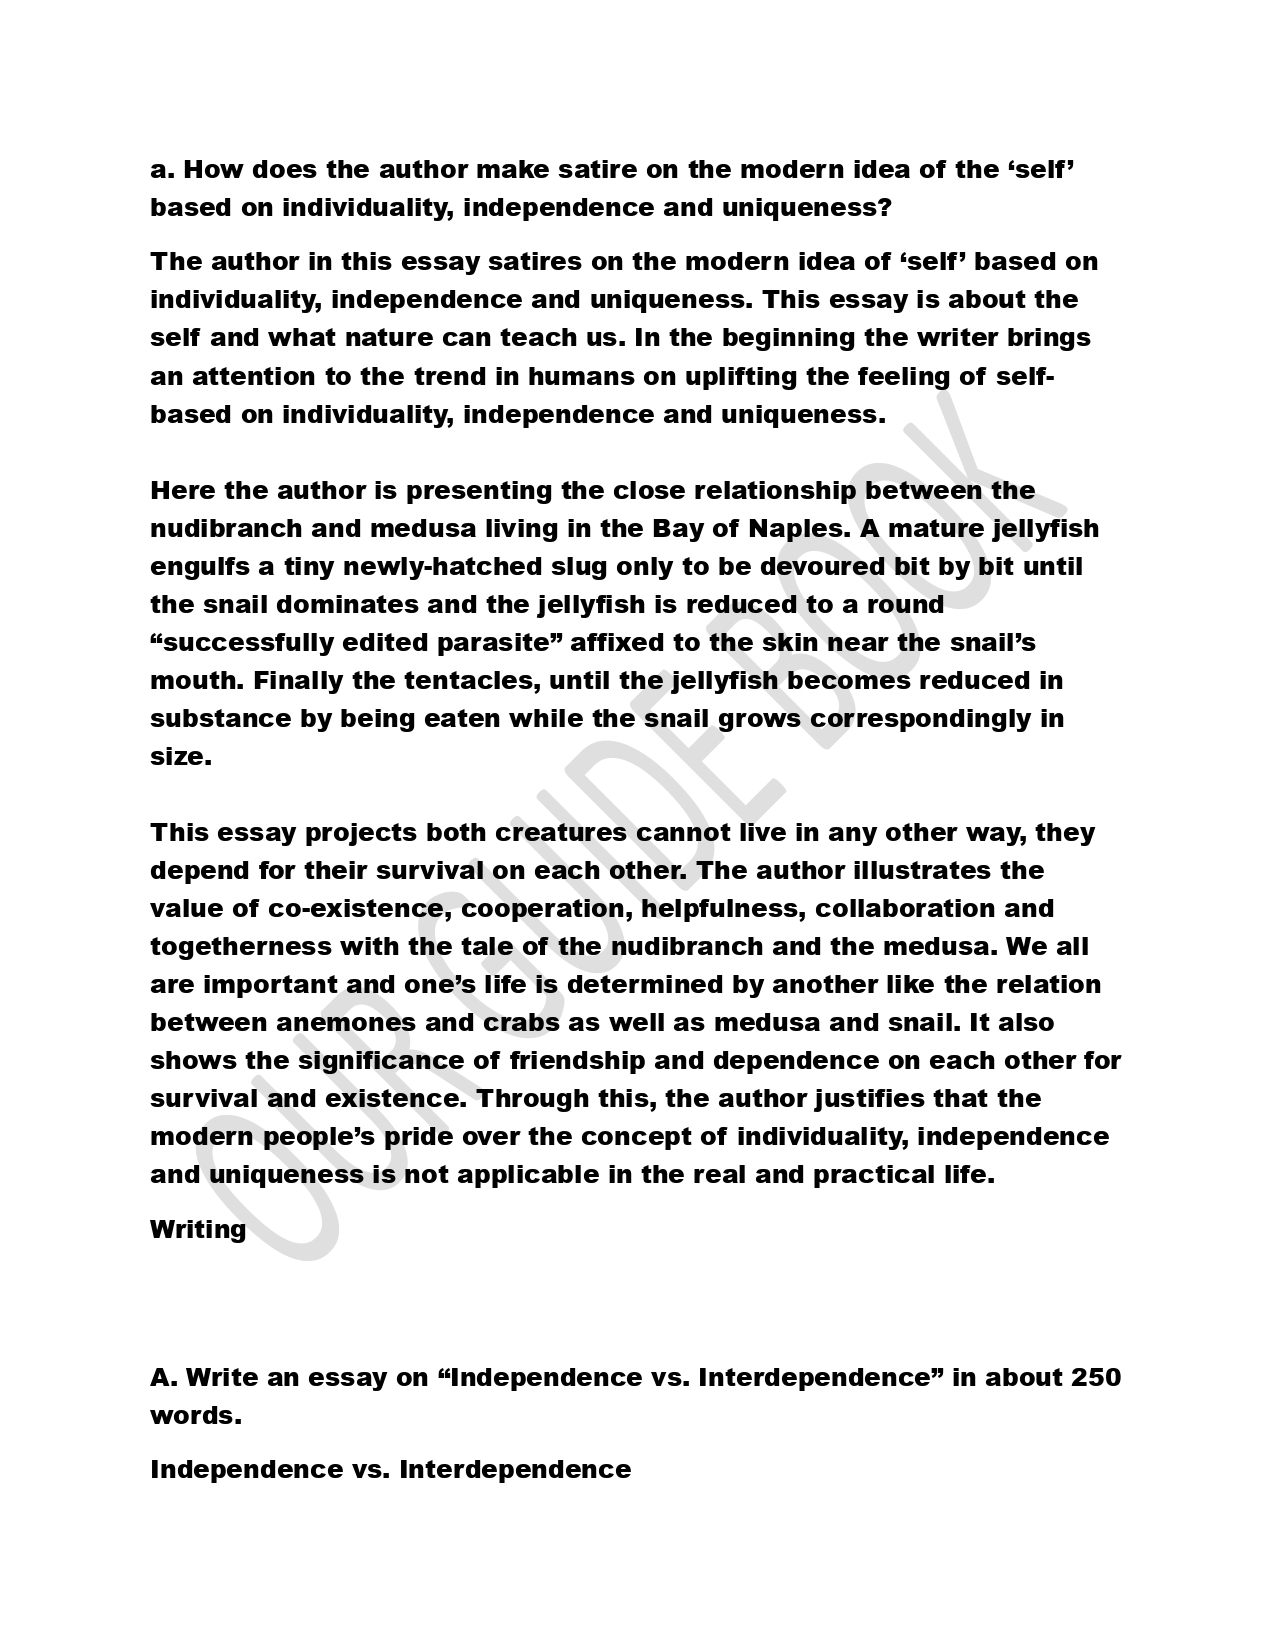 a. How does the author make satire on the modern idea of the ‘self’
based on individuality, independence and uniqueness?
The author in this essay satires on the modern idea of ‘self’ based on
individuality, independence and uniqueness. This essay is about the
self and what nature can teach us. In the beginning the writer brings
an attention to the trend in humans on uplifting the feeling of self-
based on individuality, independence and uniqueness.
Here the author is presenting the close relationship between the
nudibranch and medusa living in the Bay of Naples. A mature jellyfish
engulfs a tiny newly-hatched slug only to be devoured bit by bit until
the snail dominates and the jellyfish is reduced to a round
“successfully edited parasite” affixed to the skin near the snail’s
mouth. Finally the tentacles, until the jellyfish becomes reduced in
substance by being eaten while the snail grows correspondingly in
size.
This essay projects both creatures cannot live in any other way, they
depend for their survival on each other. The author illustrates the
value of co-existence, cooperation, helpfulness, collaboration and
togetherness with the tale of the nudibranch and the medusa. We all
are important and one’s life is determined by another like the relation
between anemones and crabs as well as medusa and snail. It also
shows the significance of friendship and dependence on each other for
survival and existence. Through this, the author justifies that the
modern people’s pride over the concept of individuality, independence
and uniqueness is not applicable in the real and practical life.
Writing
A. Write an essay on “Independence vs. Interdependence” in about 250
words.
Independence vs. Interdependence
OUR GUIDE BOOK